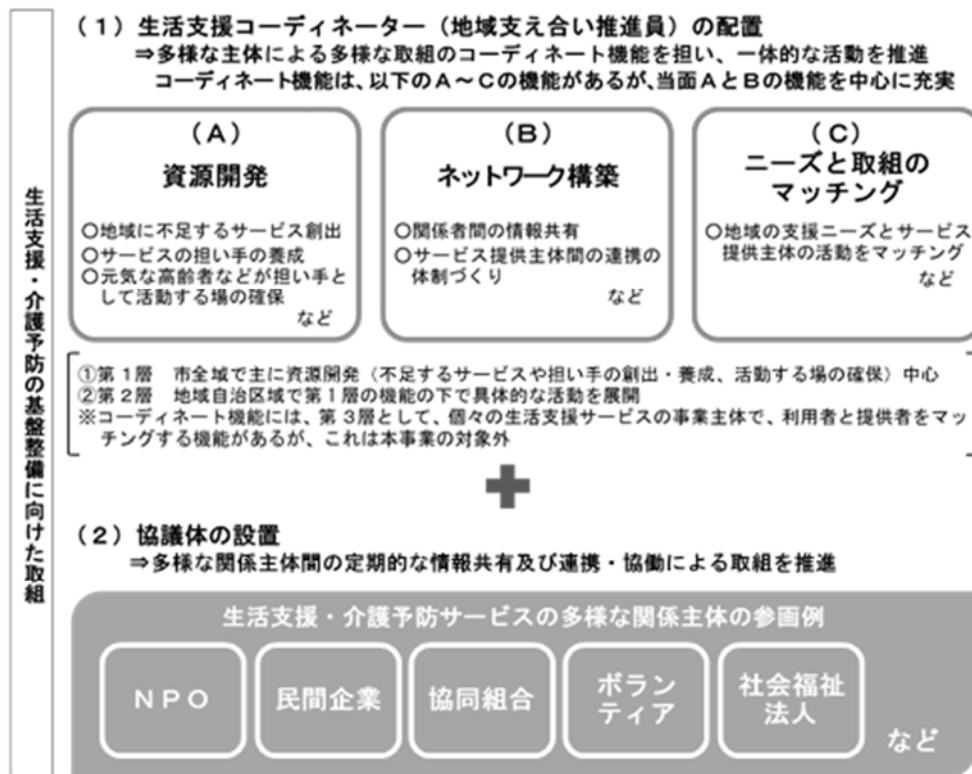 生活支援・介護予防の基盤整備に向けた取組
（１）生活支援コーディネーター（地域支え合い推進員）の配置
⇒多様な主体による多様な取組のコーディネート機能を担い、一体的な活動を推進
コーディネート機能は、以下のＡ～Ｃの機能があるが、当面ＡとＢの機能を中心に充実
（Ａ）
資源開発
○地域に不足するサービス創出
○サービスの担い手の養成
○元気な高齢者などが担い手と
して活動する場の確保
など
（Ｂ）
ネットワーク構築
○関係者間の情報共有
○サービス提供主体間の連携の
体制づくり
など
（Ｃ）
ニーズと取組の
マッチング
○地域の支援ニーズとサービス
提供主体の活動をマッチング
など
①第１層　市全域で主に資源開発（不足するサービスや担い手の創出・養成、活動する場の確保）中心
②第２層　地域自治区域で第１層の機能の下で具体的な活動を展開
※コーディネート機能には、第３層として、個々の生活支援サービスの事業主体で、利用者と提供者をマッ
チングする機能があるが、これは本事業の対象外
（２）協議体の設置
⇒多様な関係主体間の定期的な情報共有及び連携・協働による取組を推進
生活支援・介護予防サービスの多様な関係主体の参画例
ＮＰＯ
民間企業
協同組合
ボラン
ティア
社会福祉
法人
など